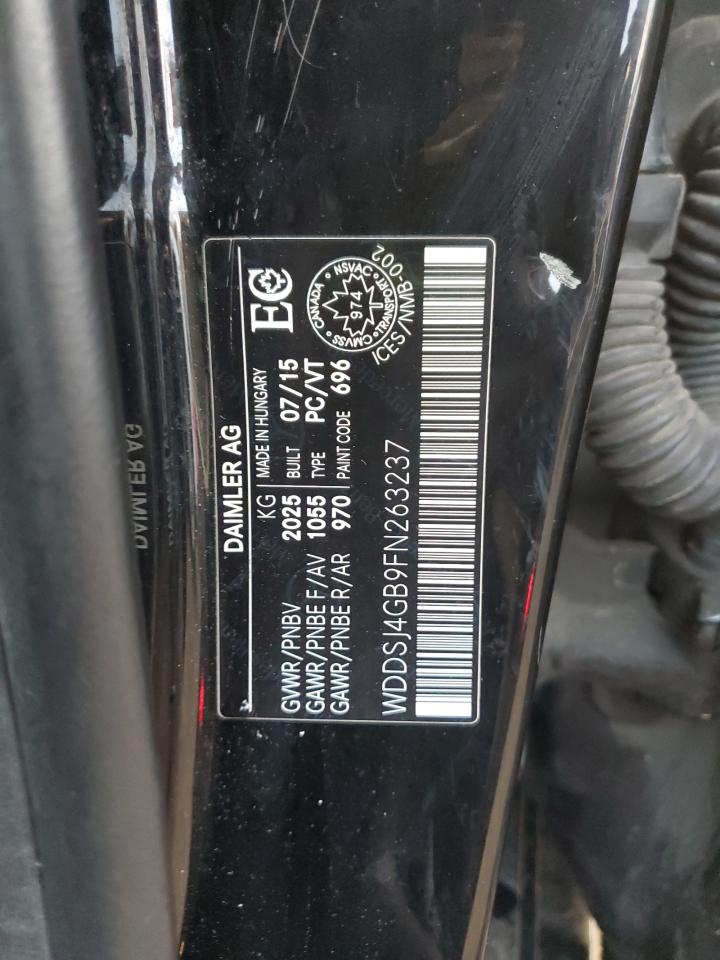 DAIMLER AG
KG MADE IN HUNGARY
GVWR/PNBV 2025 BUILT 07/15
GAWR/PNBE F/AV 1055 TYPE PC/VT
GAWR/PNBE R/AR 970 PAINT CODE 696
EC
CANADA · NSVAC · TRANSPORT · CMVSS
974
ICES/NMB-002
WDDSJ4GB9FN263237
DAIMLER AG